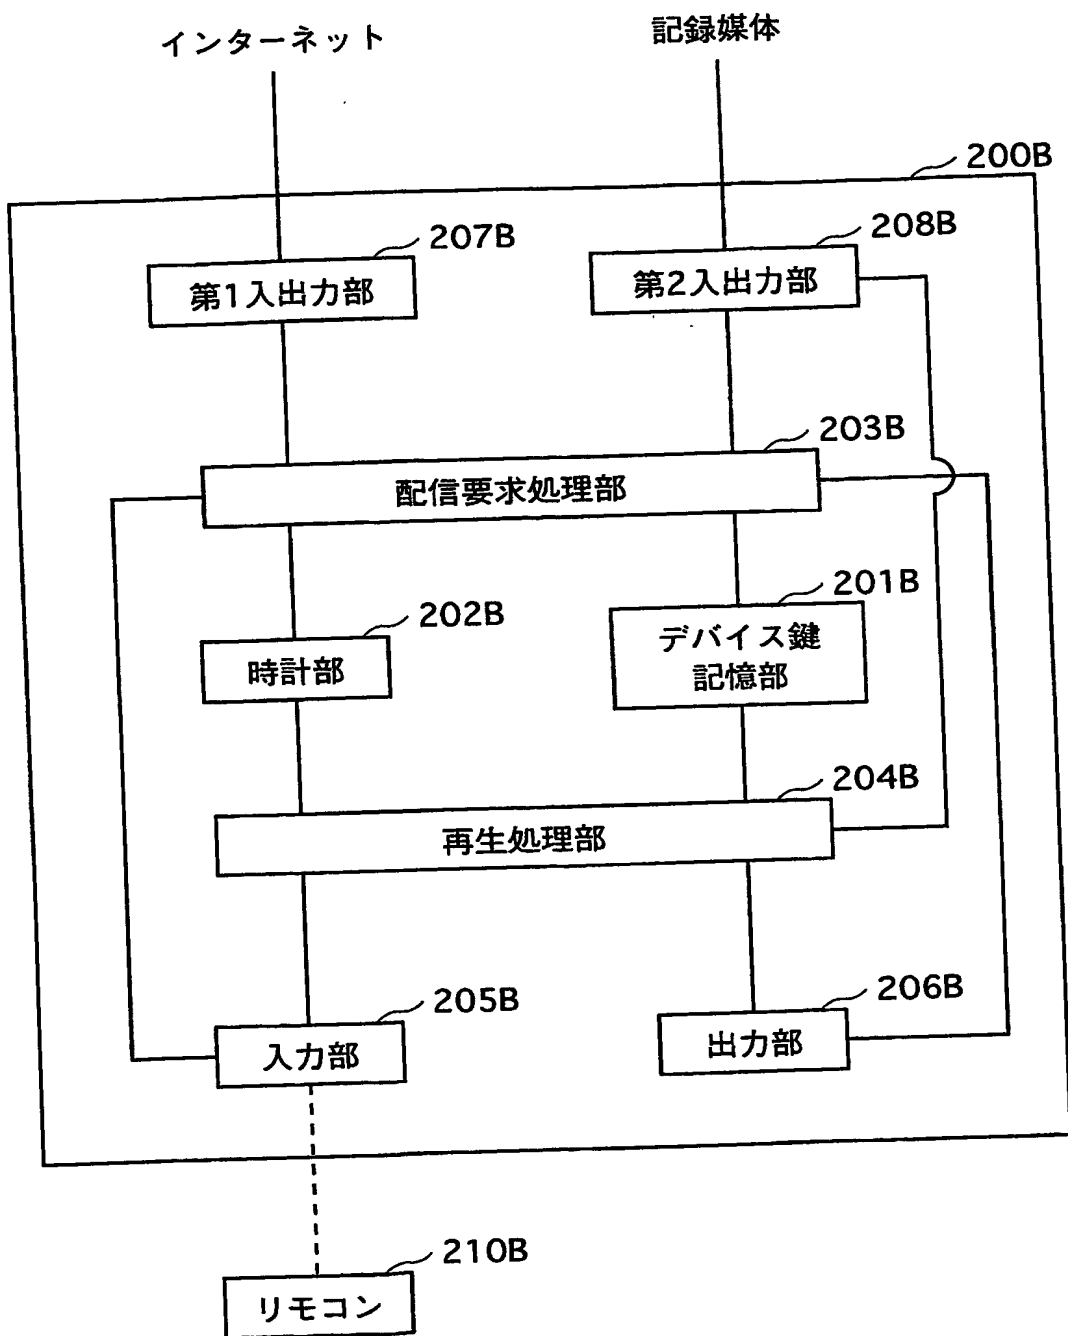 インターネット
記録媒体
200B
207B
208B
第1入出力部
第2入出力部
203B
配信要求処理部
201B
202B
デバイス鍵
記憶部
時計部
204B
再生処理部
205B
206B
入力部
出力部
210B
リモコン